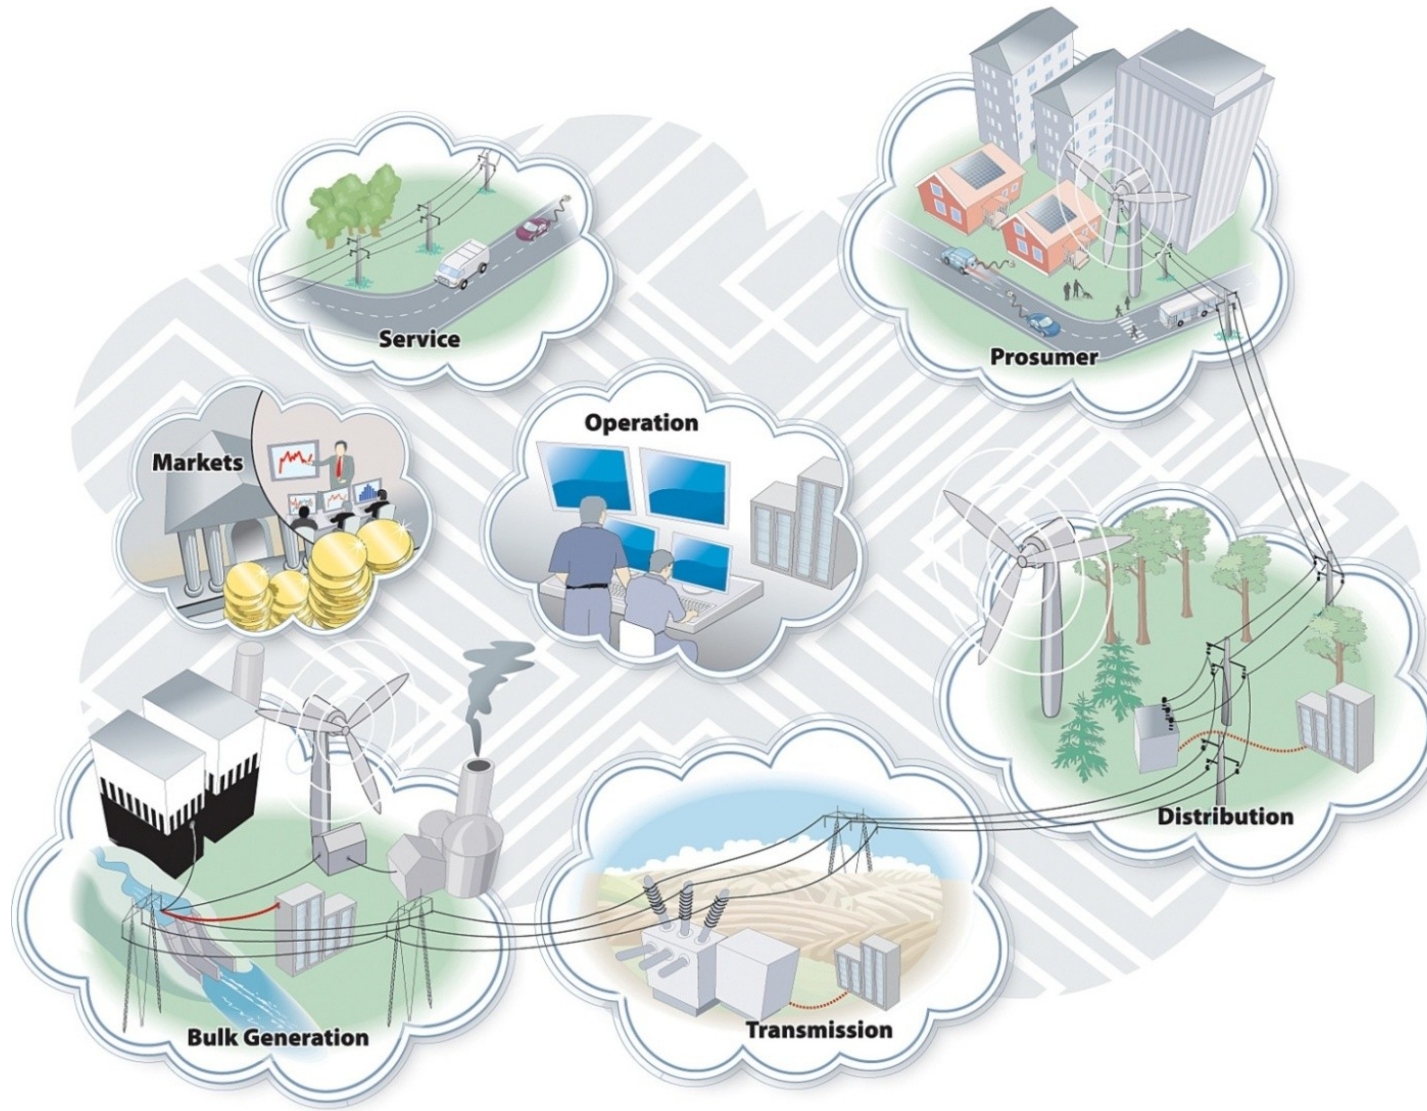 Service
Prosumer
Operation
Markets
Distribution
Transmission
Bulk Generation